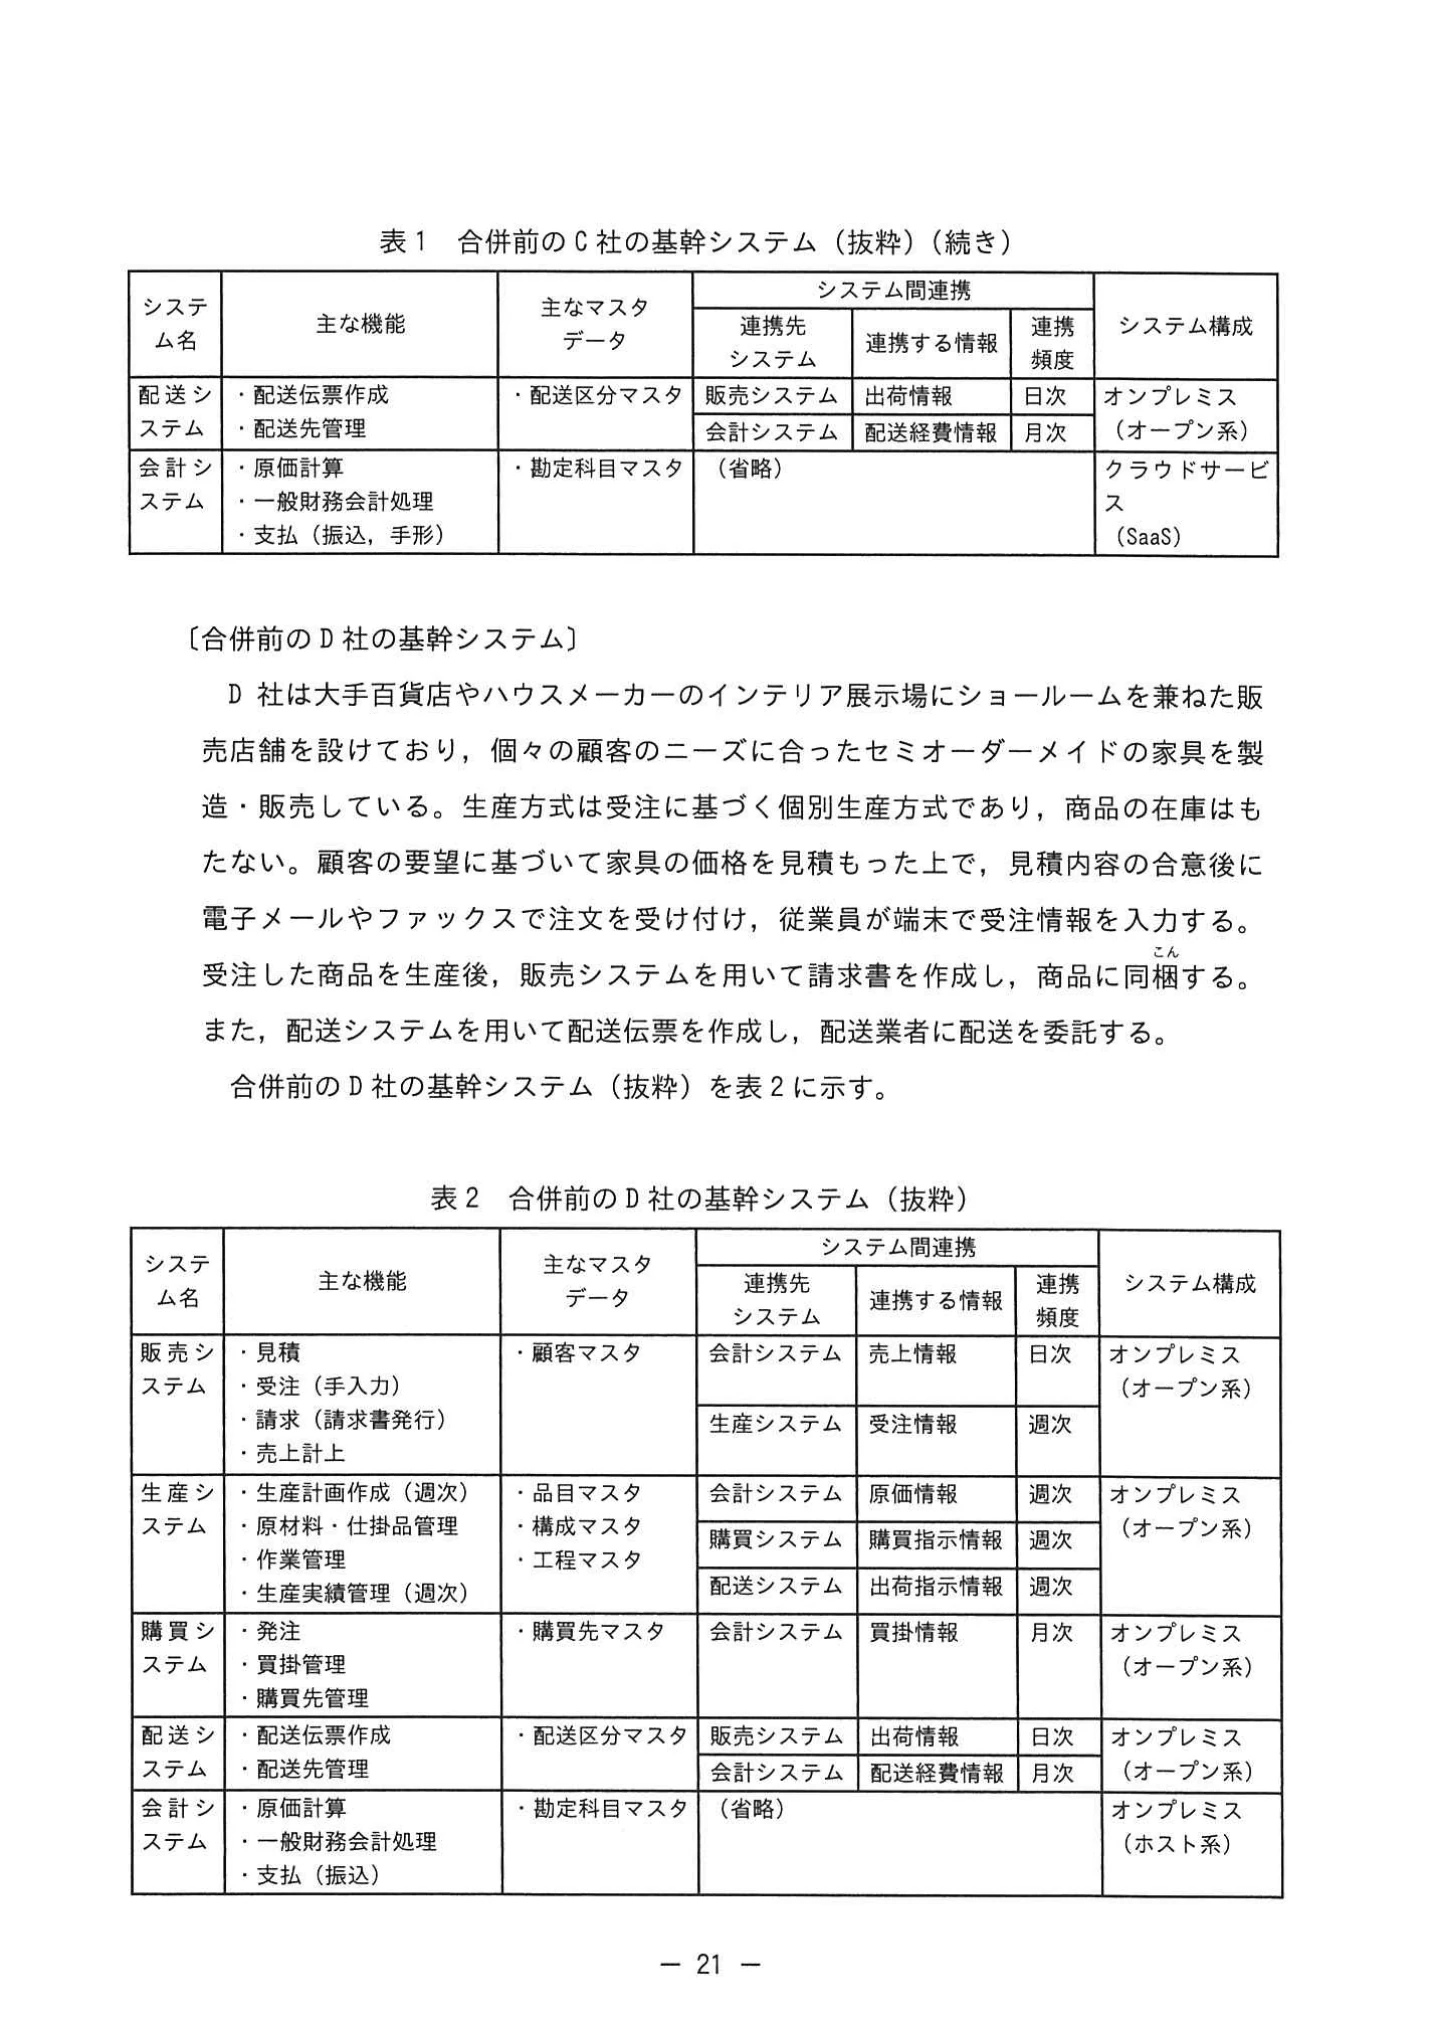 表1　合併前のC社の基幹システム（抜粋）（続き）
システム名
主な機能
主なマスタデータ
システム間連携
連携先システム
連携する情報
連携頻度
システム構成
配送システム
・配送伝票作成
・配送先管理
・配送区分マスタ
販売システム
出荷情報
日次
会計システム
配送経費情報
月次
オンプレミス
（オープン系）
会計システム
・原価計算
・一般財務会計処理
・支払（振込，手形）
・勘定科目マスタ
（省略）
クラウドサービス
（SaaS）
〔合併前のD社の基幹システム〕
D 社は大手百貨店やハウスメーカーのインテリア展示場にショールームを兼ねた販
売店舗を設けており，個々の顧客のニーズに合ったセミオーダーメイドの家具を製
造・販売している。生産方式は受注に基づく個別生産方式であり，商品の在庫はも
たない。顧客の要望に基づいて家具の価格を見積もった上で，見積内容の合意後に
電子メールやファックスで注文を受け付け，従業員が端末で受注情報を入力する。
こん
受注した商品を生産後，販売システムを用いて請求書を作成し，商品に同梱する。
また，配送システムを用いて配送伝票を作成し，配送業者に配送を委託する。
合併前のD社の基幹システム（抜粋）を表2に示す。
表2　合併前のD社の基幹システム（抜粋）
システム名
主な機能
主なマスタデータ
システム間連携
連携先システム
連携する情報
連携頻度
システム構成
販売システム
・見積
・受注（手入力）
・請求（請求書発行）
・売上計上
・顧客マスタ
会計システム
売上情報
日次
生産システム
受注情報
週次
オンプレミス
（オープン系）
生産システム
・生産計画作成（週次）
・原材料・仕掛品管理
・作業管理
・生産実績管理（週次）
・品目マスタ
・構成マスタ
・工程マスタ
会計システム
原価情報
週次
購買システム
購買指示情報
週次
配送システム
出荷指示情報
週次
オンプレミス
（オープン系）
購買システム
・発注
・買掛管理
・購買先管理
・購買先マスタ
会計システム
買掛情報
月次
オンプレミス
（オープン系）
配送システム
・配送伝票作成
・配送先管理
・配送区分マスタ
販売システム
出荷情報
日次
会計システム
配送経費情報
月次
オンプレミス
（オープン系）
会計システム
・原価計算
・一般財務会計処理
・支払（振込）
・勘定科目マスタ
（省略）
オンプレミス
（ホスト系）
― 21 ―